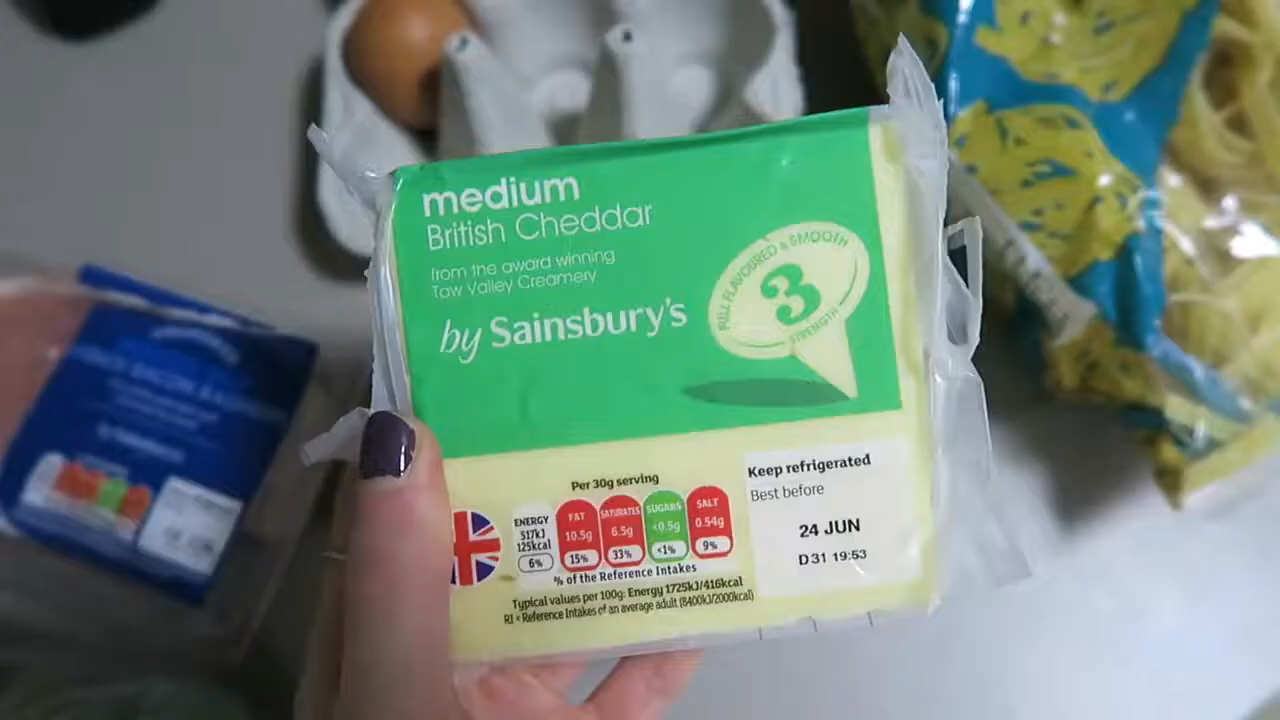 medium
British Cheddar
from the award winning
Taw Valley Creamery
by Sainsbury's
FULL FLAVOURED & SMOOTH
3
STRENGTH
Per 30g serving
ENERGY
517kJ
125kcal
6%
FAT
10.5g
15%
SATURATES
6.5g
33%
SUGARS
<0.5g
<1%
SALT
0.54g
9%
% of the Reference Intakes
Typical values per 100g: Energy 1725kJ/416kcal
RI = Reference Intakes of an average adult (8400kJ/2000kcal)
Keep refrigerated
Best before
24 JUN
D 31 19:53